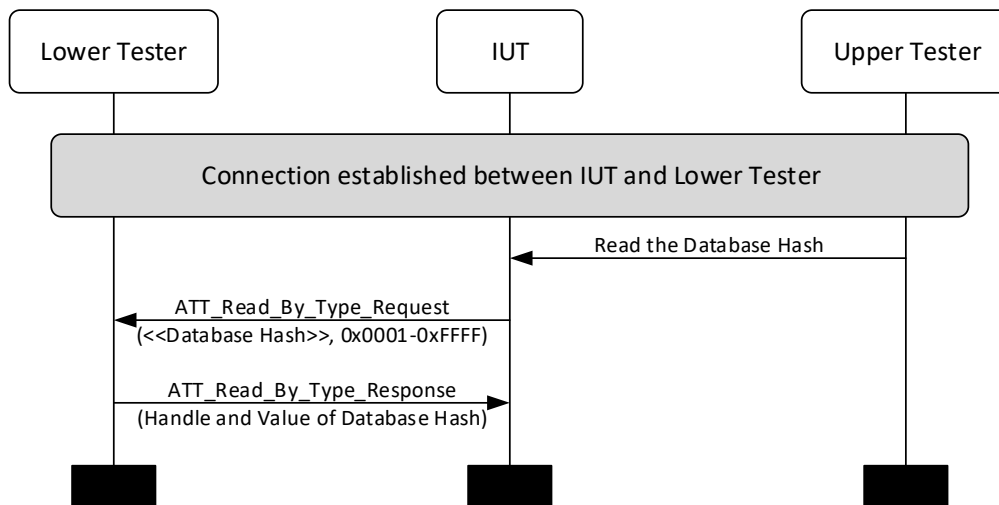 Lower Tester
IUT
Upper Tester
Connection established between IUT and Lower Tester
Read the Database Hash
ATT_Read_By_Type_Request
(<<Database Hash>>, 0x0001-0xFFFF)
ATT_Read_By_Type_Response
(Handle and Value of Database Hash)